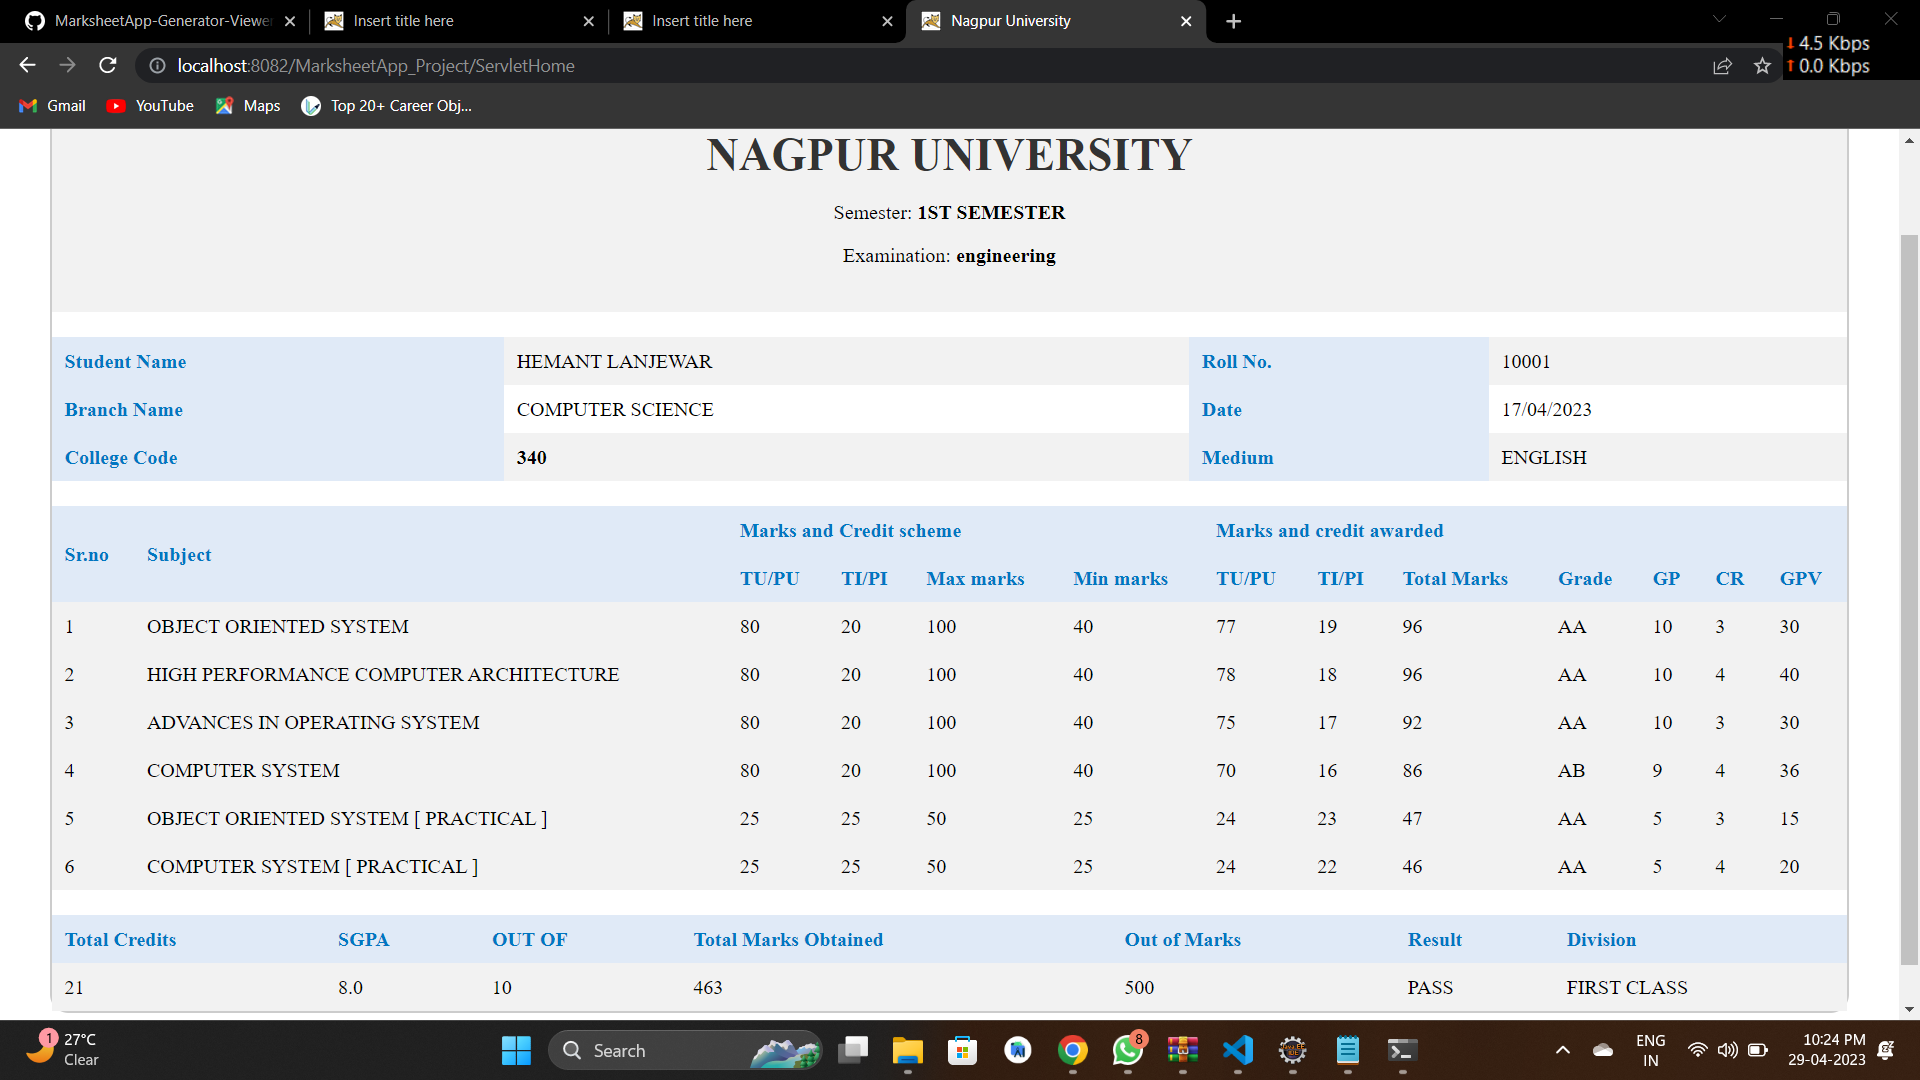 MarksheetApp-Generator-Viewer
Insert title here
Insert title here
Nagpur University
4.5 Kbps
0.0 Kbps
localhost:8082/MarksheetApp_Project/ServletHome
Gmail
YouTube
Maps
Top 20+ Career Obj...
NAGPUR UNIVERSITY
Semester: 1ST SEMESTER
Examination: engineering
Student Name HEMANT LANJEWAR Roll No. 10001
Branch Name COMPUTER SCIENCE Date 17/04/2023
College Code 340 Medium ENGLISH
Sr.no Subject Marks and Credit scheme Marks and credit awarded
TU/PU TI/PI Max marks Min marks TU/PU TI/PI Total Marks Grade GP CR GPV
1 OBJECT ORIENTED SYSTEM 80 20 100 40 77 19 96 AA 10 3 30
2 HIGH PERFORMANCE COMPUTER ARCHITECTURE 80 20 100 40 78 18 96 AA 10 4 40
3 ADVANCES IN OPERATING SYSTEM 80 20 100 40 75 17 92 AA 10 3 30
4 COMPUTER SYSTEM 80 20 100 40 70 16 86 AB 9 4 36
5 OBJECT ORIENTED SYSTEM [ PRACTICAL ] 25 25 50 25 24 23 47 AA 5 3 15
6 COMPUTER SYSTEM [ PRACTICAL ] 25 25 50 25 24 22 46 AA 5 4 20
Total Credits SGPA OUT OF Total Marks Obtained Out of Marks Result Division
21 8.0 10 463 500 PASS FIRST CLASS
1
27°C
Clear
Search
8
ENG
IN
10:24 PM
29-04-2023